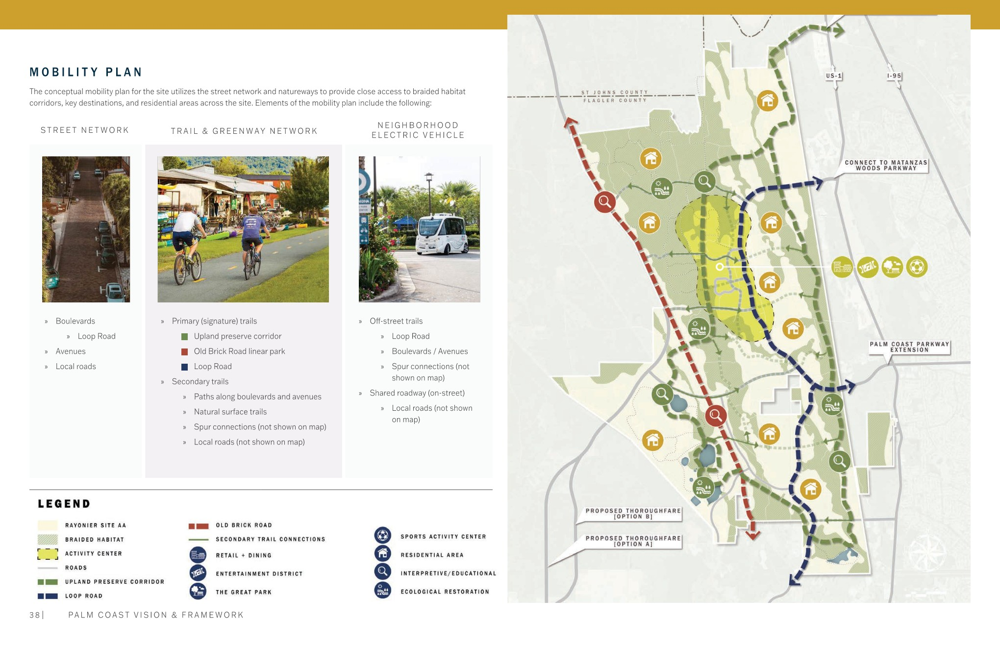 MOBILITY PLAN
The conceptual mobility plan for the site utilizes the street network and natureways to provide close access to braided habitat
corridors, key destinations, and residential areas across the site. Elements of the mobility plan include the following:
STREET NETWORK
» Boulevards
» Loop Road
» Avenues
» Local roads
TRAIL & GREENWAY NETWORK
» Primary (signature) trails
Upland preserve corridor
Old Brick Road linear park
Loop Road
» Secondary trails
» Paths along boulevards and avenues
» Natural surface trails
» Spur connections (not shown on map)
» Local roads (not shown on map)
NEIGHBORHOOD
ELECTRIC VEHICLE
» Off-street trails
» Loop Road
» Boulevards / Avenues
» Spur connections (not
shown on map)
» Shared roadway (on-street)
» Local roads (not shown
on map)
LEGEND
RAYONIER SITE AA
BRAIDED HABITAT
ACTIVITY CENTER
ROADS
UPLAND PRESERVE CORRIDOR
LOOP ROAD
OLD BRICK ROAD
SECONDARY TRAIL CONNECTIONS
RETAIL + DINING
ENTERTAINMENT DISTRICT
THE GREAT PARK
SPORTS ACTIVITY CENTER
RESIDENTIAL AREA
INTERPRETIVE/EDUCATIONAL
ECOLOGICAL RESTORATION
38| PALM COAST VISION & FRAMEWORK
US-1
I-95
ST JOHNS COUNTY
FLAGLER COUNTY
CONNECT TO MATANZAS
WOODS PARKWAY
PALM COAST PARKWAY
EXTENSION
PROPOSED THOROUGHFARE
[OPTION B]
PROPOSED THOROUGHFARE
[OPTION A]